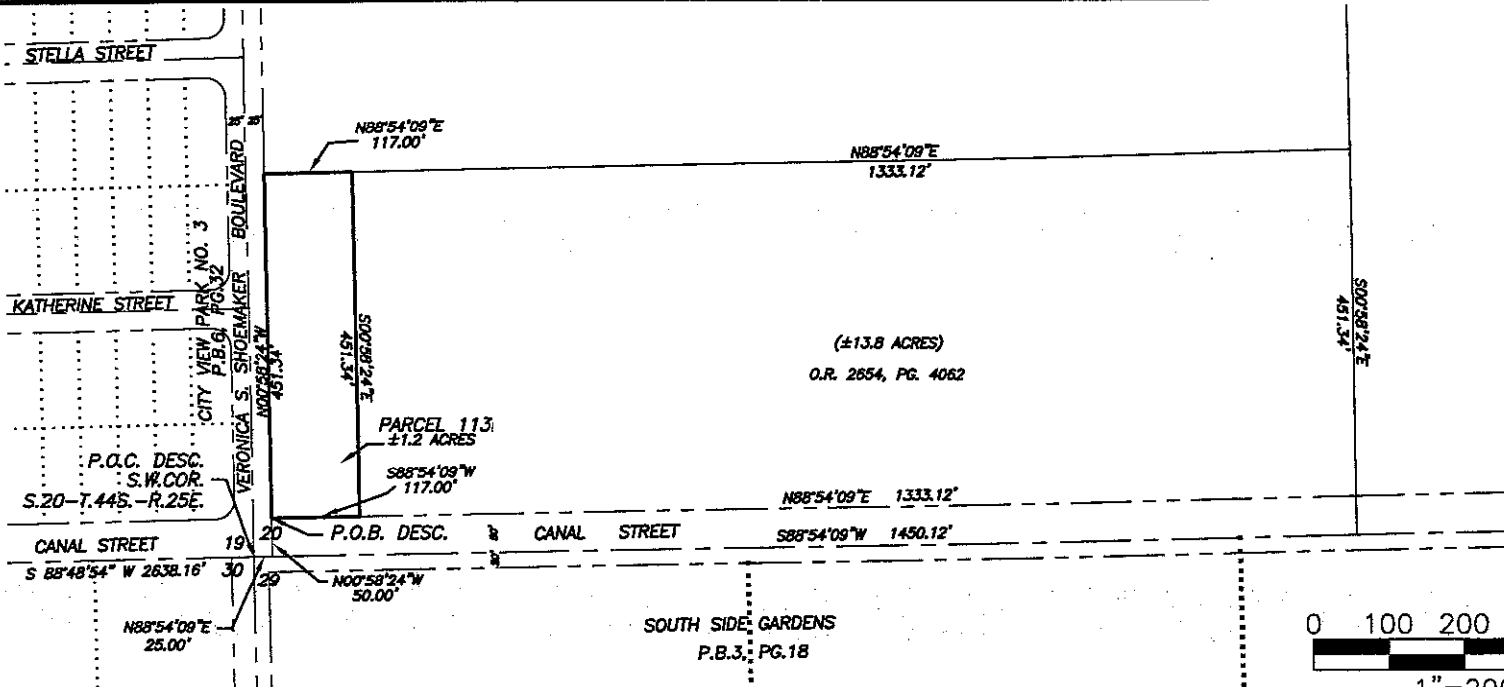 STELLA STREET
25' 25'
N88°54'09"E
117.00'
N88°54'09"E
1333.12'
CITY VIEW PARK NO. 3
P.B.6, PG.32
VERONICA S. SHOEMAKER BOULEVARD
KATHERINE STREET
N00°58'24"W
451.34'
S00°58'24"E
451.34'
(±13.8 ACRES)
O.R. 2654, PG. 4062
S00°58'24"E
451.34'
PARCEL 113
±1.2 ACRES
P.O.C. DESC.
S.W.COR.
S.20-T.44S.-R.25E.
S88°54'09"W
117.00'
N88°54'09"E 1333.12'
20
P.O.B. DESC.
CANAL STREET
S88°54'09"W 1450.12'
CANAL STREET
19
S 88°48'54" W 2638.16'
30
29
N00°58'24"W
50.00'
N88°54'09"E
25.00'
SOUTH SIDE GARDENS
P.B.3, PG.18
0 100 200
1"=200